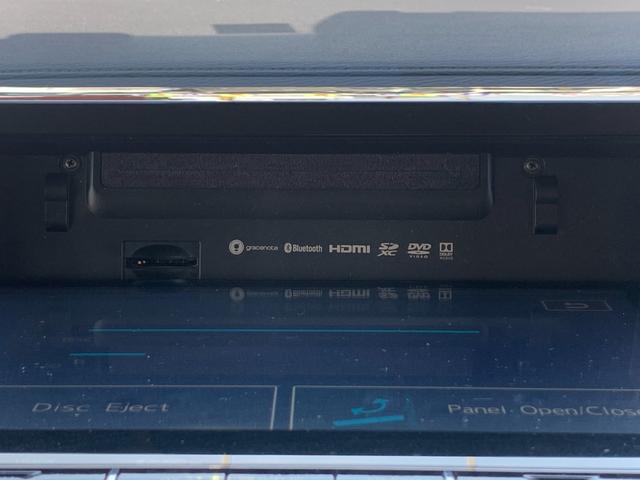 gracenote Bluetooth HDMI SD XC DVD VIDEO DOLBY AUDIO
Disc Eject Panel Open/Close